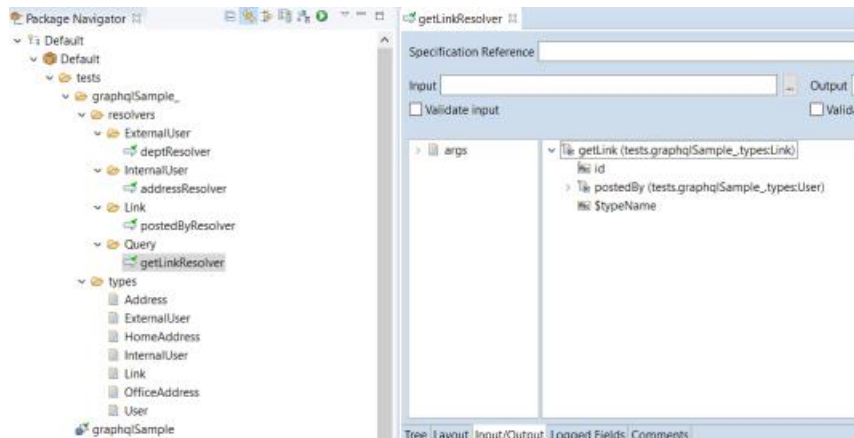 Package Navigator
Default
Default
tests
graphqlSample_
resolvers
ExternalUser
deptResolver
InternalUser
addressResolver
Link
postedByResolver
Query
getLinkResolver
types
Address
ExternalUser
HomeAddress
InternalUser
Link
OfficeAddress
User
graphqlSample
getLinkResolver
Specification Reference
Input ... Output
Validate input Valida
args
getLink (tests.graphqlSample_.types:Link)
id
postedBy (tests.graphqlSample_.types:User)
$typeName
Tree Layout Input/Output Logged Fields Comments